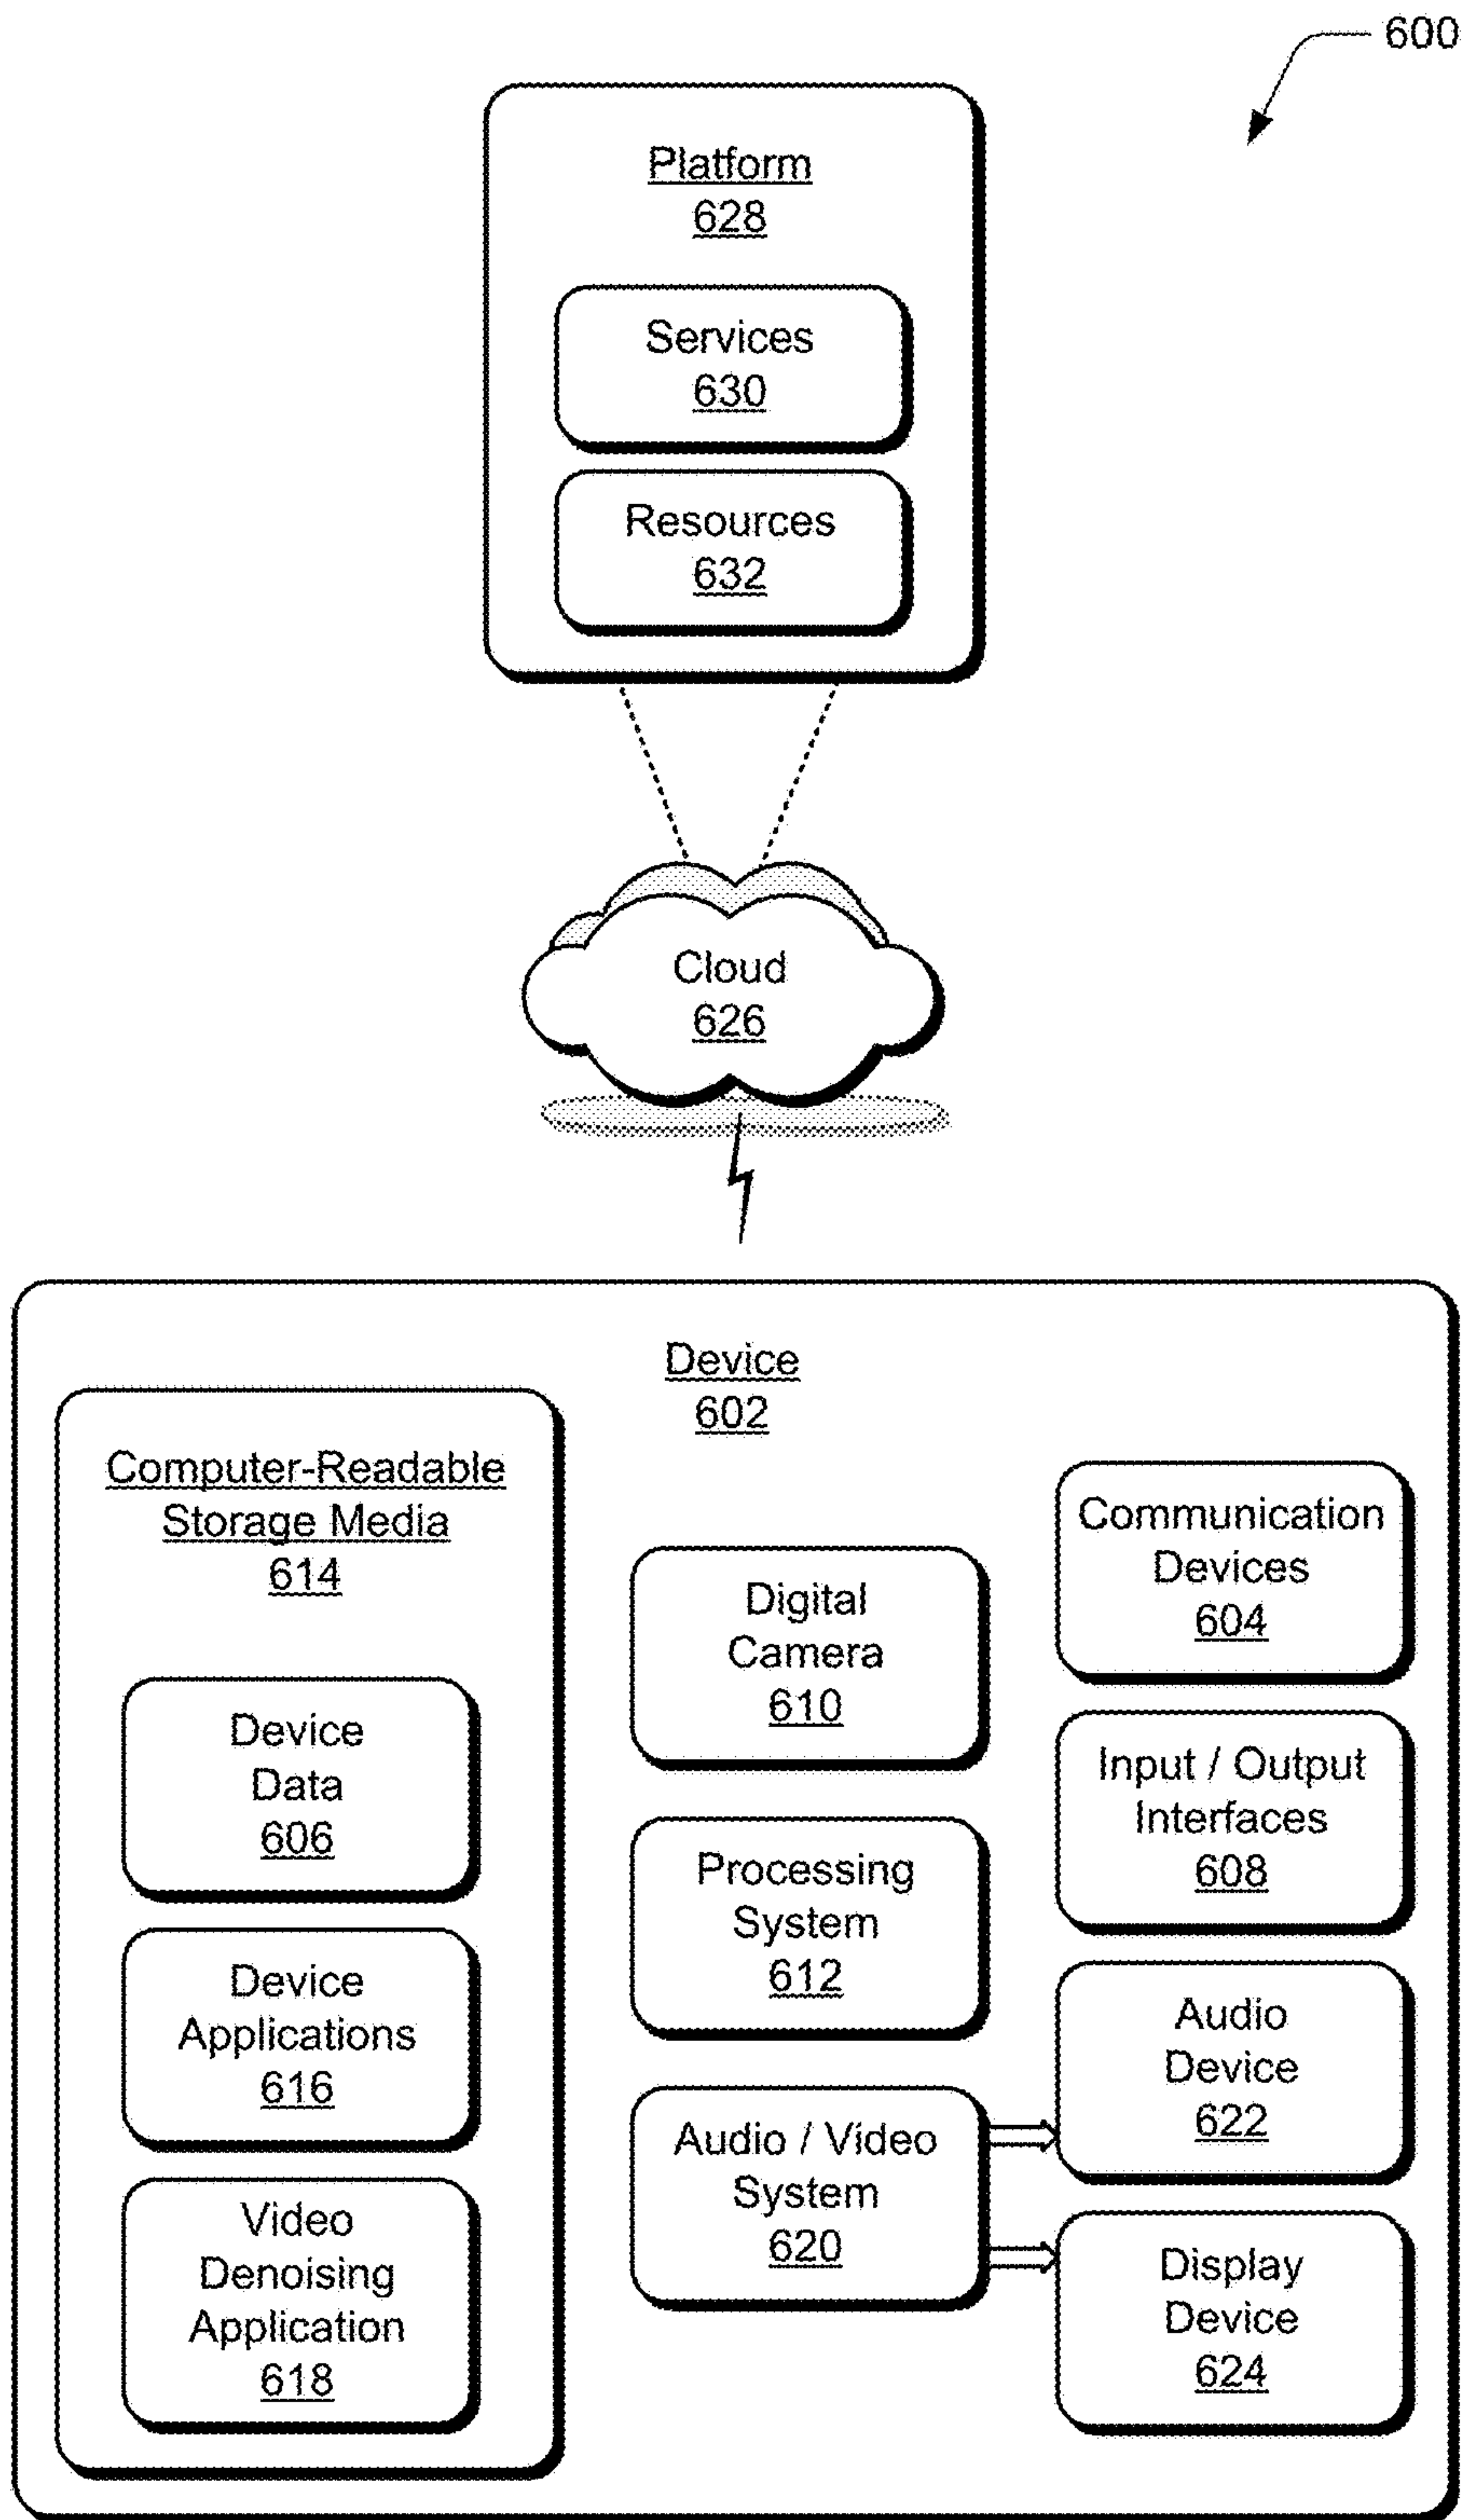 600
Platform
628
Services
630
Resources
632
Cloud
626
Device
602
Computer-Readable
Storage Media
614
Device
Data
606
Device
Applications
616
Video
Denoising
Application
618
Digital
Camera
610
Processing
System
612
Audio / Video
System
620
Communication
Devices
604
Input / Output
Interfaces
608
Audio
Device
622
Display
Device
624